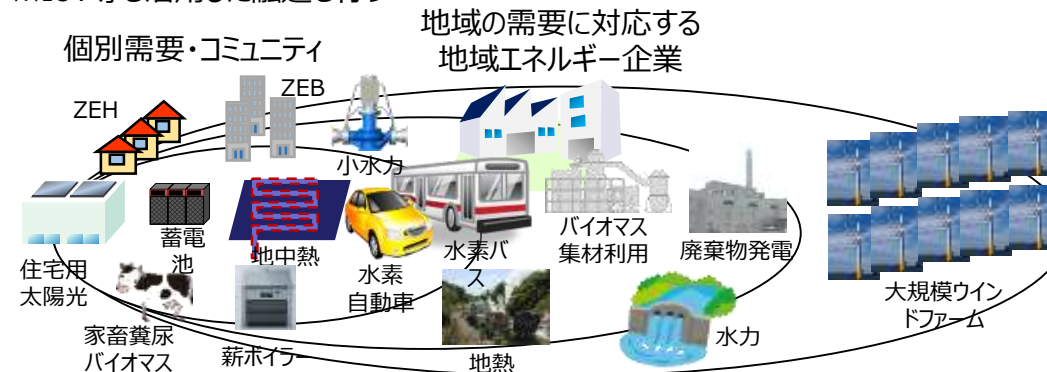 個別需要・コミュニティ
地域の需要に対応する
地域エネルギー企業
ZEH
ZEB
小水力
蓄電
池
地中熱
水素
自動車
水素バ
ス
バイオマス
集材利用
廃棄物発電
住宅用
太陽光
家畜糞尿
バイオマス
薪ボイラー
地熱
水力
大規模ウイン
ドファーム